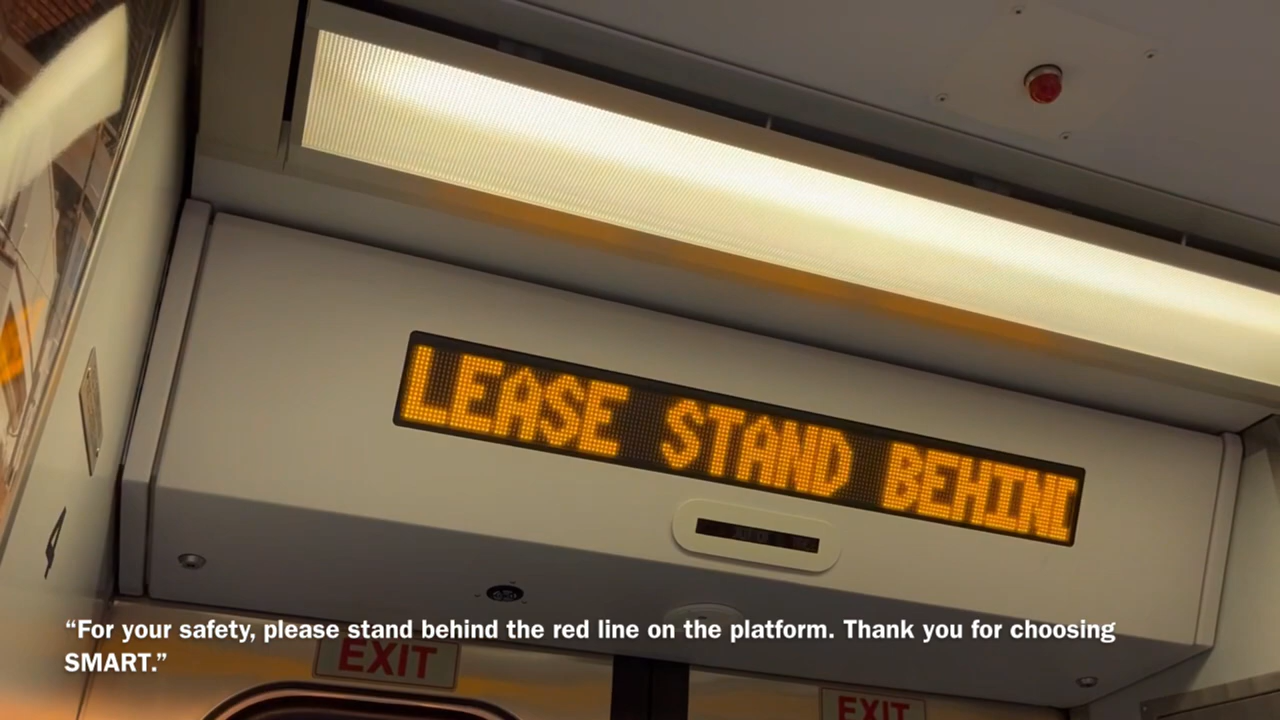 LEASE STAND BEHIND
“For your safety, please stand behind the red line on the platform. Thank you for choosing
SMART.”
EXIT
EXIT